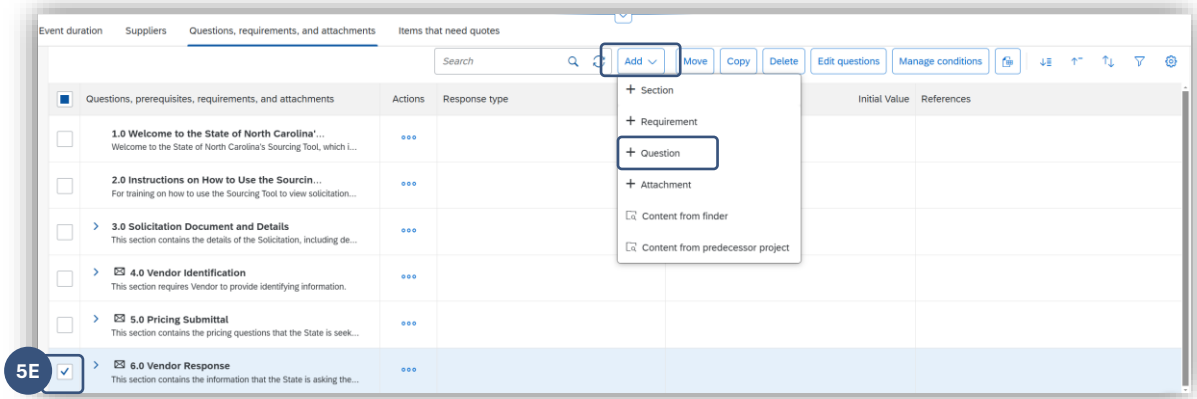 Event duration Suppliers Questions, requirements, and attachments Items that need quotes
Search Add Move Copy Delete Edit questions Manage conditions
Questions, prerequisites, requirements, and attachments Actions Response type Initial Value References
+ Section
+ Requirement
+ Question
+ Attachment
Content from finder
Content from predecessor project
1.0 Welcome to the State of North Carolina'...
Welcome to the State of North Carolina's Sourcing Tool, which i...
2.0 Instructions on How to Use the Sourcin...
For training on how to use the Sourcing Tool to view solicitation...
3.0 Solicitation Document and Details
This section contains the details of the Solicitation, including de...
4.0 Vendor Identification
This section requires Vendor to provide identifying information.
5.0 Pricing Submittal
This section contains the pricing questions that the State is seek...
5E
6.0 Vendor Response
This section contains the information that the State is asking the...